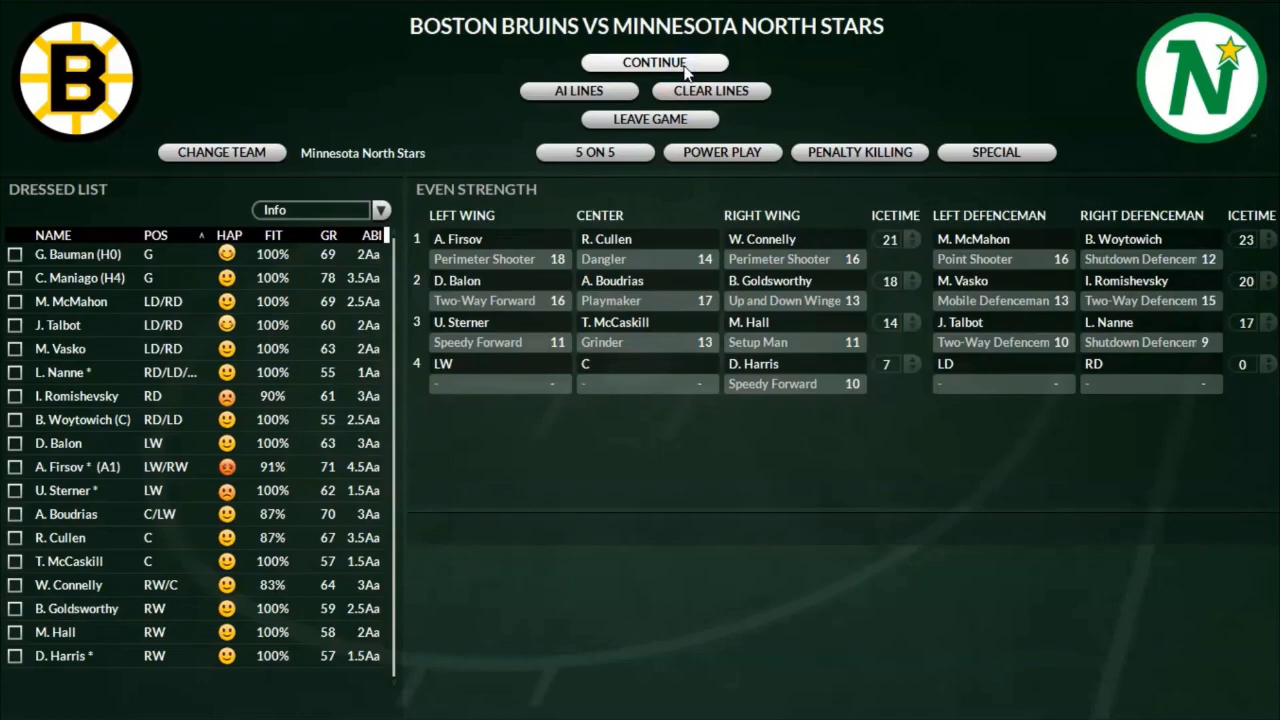 BOSTON BRUINS VS MINNESOTA NORTH STARS
B
N
CONTINUE
AI LINES CLEAR LINES
LEAVE GAME
CHANGE TEAM Minnesota North Stars 5 ON 5 POWER PLAY PENALTY KILLING SPECIAL
DRESSED LIST
Info
NAME POS HAP FIT GR ABI
G. Bauman (H0) G 100% 69 2Aa
C. Maniago (H4) G 100% 78 3.5Aa
M. McMahon LD/RD 100% 69 2.5Aa
J. Talbot LD/RD 100% 60 2Aa
M. Vasko LD/RD 100% 63 2Aa
L. Nanne * RD/LD/... 100% 55 1Aa
I. Romishevsky RD 90% 61 3Aa
B. Woytowich (C) RD/LD 100% 55 2.5Aa
D. Balon LW 100% 63 3Aa
A. Firsov * (A1) LW/RW 91% 71 4.5Aa
U. Sterner * LW 100% 62 1.5Aa
A. Boudrias C/LW 87% 70 3Aa
R. Cullen C 87% 67 3.5Aa
T. McCaskill C 100% 57 1.5Aa
W. Connelly RW/C 83% 64 3Aa
B. Goldsworthy RW 100% 59 2.5Aa
M. Hall RW 100% 58 2Aa
D. Harris * RW 100% 57 1.5Aa
EVEN STRENGTH
LEFT WING CENTER RIGHT WING ICETIME LEFT DEFENCEMAN RIGHT DEFENCEMAN ICETIME
1 A. Firsov R. Cullen W. Connelly 21 M. McMahon B. Woytowich 23
Perimeter Shooter 18 Dangler 14 Perimeter Shooter 16 Point Shooter 16 Shutdown Defencem 12
2 D. Balon A. Boudrias B. Goldsworthy 18 M. Vasko I. Romishevsky 20
Two-Way Forward 16 Playmaker 17 Up and Down Winge 13 Mobile Defenceman 13 Two-Way Defencem 15
3 U. Sterner T. McCaskill M. Hall 14 J. Talbot L. Nanne 17
Speedy Forward 11 Grinder 13 Setup Man 11 Two-Way Defencem 10 Shutdown Defencem 9
4 LW C D. Harris 7 LD RD 0
- - - - Speedy Forward 10 - - - -